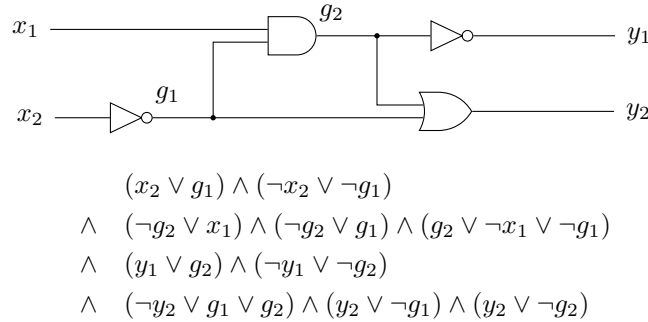 g₂
x₁
y₁
g₁
x₂
y₂
(x₂ ∨ g₁) ∧ (¬x₂ ∨ ¬g₁)
∧ (¬g₂ ∨ x₁) ∧ (¬g₂ ∨ g₁) ∧ (g₂ ∨ ¬x₁ ∨ ¬g₁)
∧ (y₁ ∨ g₂) ∧ (¬y₁ ∨ ¬g₂)
∧ (¬y₂ ∨ g₁ ∨ g₂) ∧ (y₂ ∨ ¬g₁) ∧ (y₂ ∨ ¬g₂)